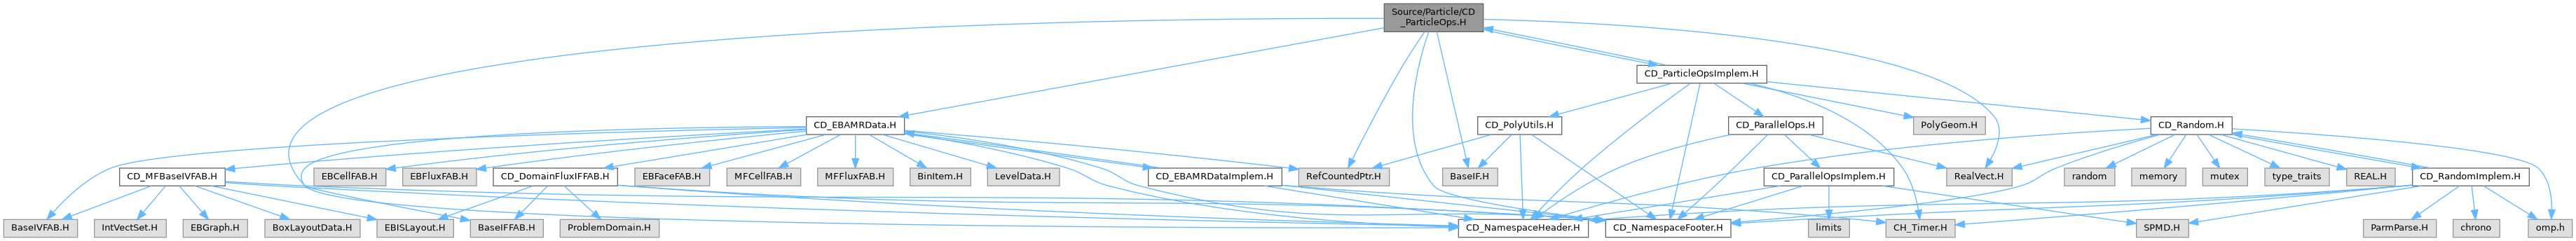 Source/Particle/CD
_ParticleOps.H
CD_ParticleOpsImplem.H
CD_EBAMRData.H
CD_PolyUtils.H
CD_ParallelOps.H
PolyGeom.H
CD_Random.H
CD_MFBaseIVFAB.H
EBCellFAB.H
EBFluxFAB.H
CD_DomainFluxIFFAB.H
EBFaceFAB.H
MFCellFAB.H
MFFluxFAB.H
BinItem.H
LevelData.H
CD_EBAMRDataImplem.H
RefCountedPtr.H
BaseIF.H
CD_ParallelOpsImplem.H
RealVect.H
random
memory
mutex
type_traits
REAL.H
CD_RandomImplem.H
BaseIVFAB.H
IntVectSet.H
EBGraph.H
BoxLayoutData.H
EBISLayout.H
BaseIFFAB.H
ProblemDomain.H
CD_NamespaceHeader.H
CD_NamespaceFooter.H
limits
CH_Timer.H
SPMD.H
ParmParse.H
chrono
omp.h